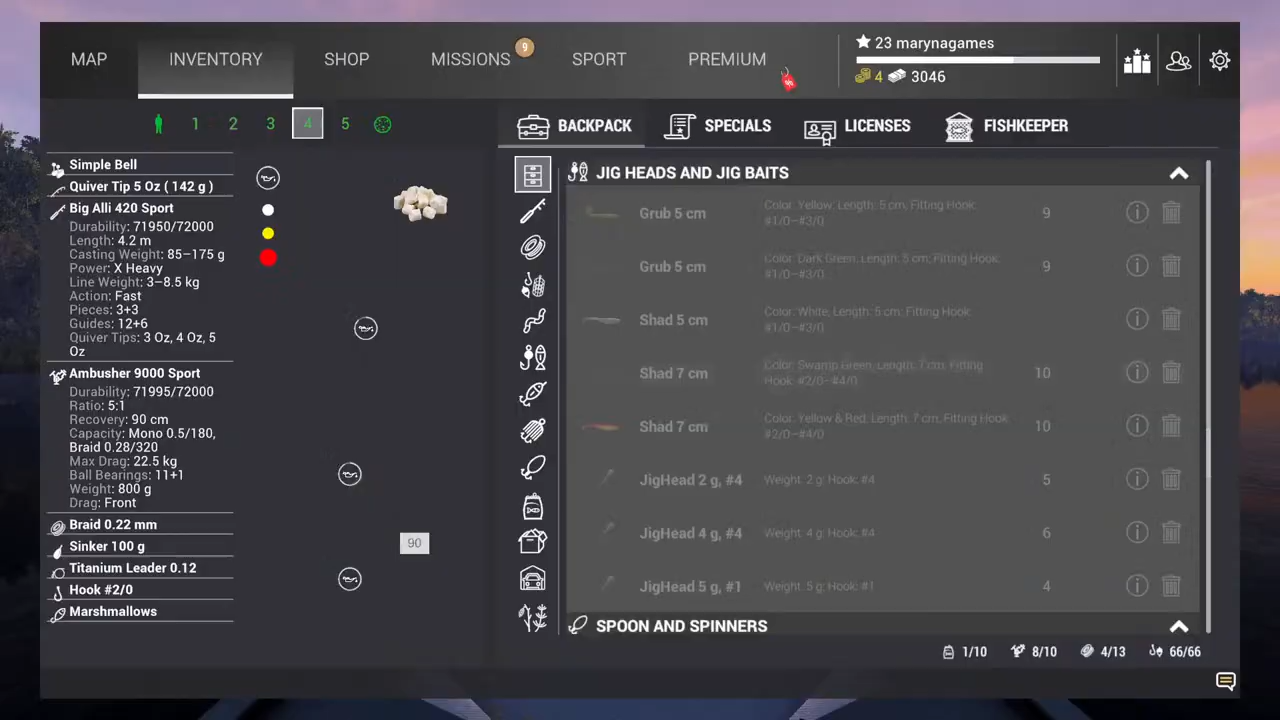 MAP
INVENTORY
SHOP
MISSIONS 9
SPORT
PREMIUM
23 marynagames
4 3046
1 2 3 4 5
BACKPACK
SPECIALS
LICENSES
FISHKEEPER
Simple Bell
Quiver Tip 5 Oz ( 142 g )
Big Alli 420 Sport
Durability: 71950/72000
Length: 4.2 m
Casting Weight: 85–175 g
Power: X Heavy
Line Weight: 3–8.5 kg
Action: Fast
Pieces: 3+3
Guides: 12+6
Quiver Tips: 3 Oz, 4 Oz, 5
Oz
Ambusher 9000 Sport
Durability: 71995/72000
Ratio: 5:1
Recovery: 90 cm
Capacity: Mono 0.5/180,
Braid 0.28/320
Max Drag: 22.5 kg
Ball Bearings: 11+1
Weight: 800 g
Drag: Front
Braid 0.22 mm
Sinker 100 g
Titanium Leader 0.12
Hook #2/0
Marshmallows
90
JIG HEADS AND JIG BAITS
Grub 5 cm Color: Yellow; Length: 5 cm; Fitting Hook: 9
#1/0–#3/0
Grub 5 cm Color: Dark Green; Length: 5 cm; Fitting Hook: 9
#1/0–#3/0
Shad 5 cm Color: White; Length: 5 cm; Fitting Hook:
#1/0–#3/0
Shad 7 cm Color: Swamp Green; Length: 7 cm; Fitting 10
Hook: #2/0–#4/0
Shad 7 cm Color: Yellow & Red; Length: 7 cm; Fitting Hook: 10
#2/0–#4/0
JigHead 2 g, #4 Weight: 2 g; Hook: #4 5
JigHead 4 g, #4 Weight: 4 g; Hook: #4 6
JigHead 5 g, #1 Weight: 5 g; Hook: #1 4
SPOON AND SPINNERS
1/10 8/10 4/13 66/66